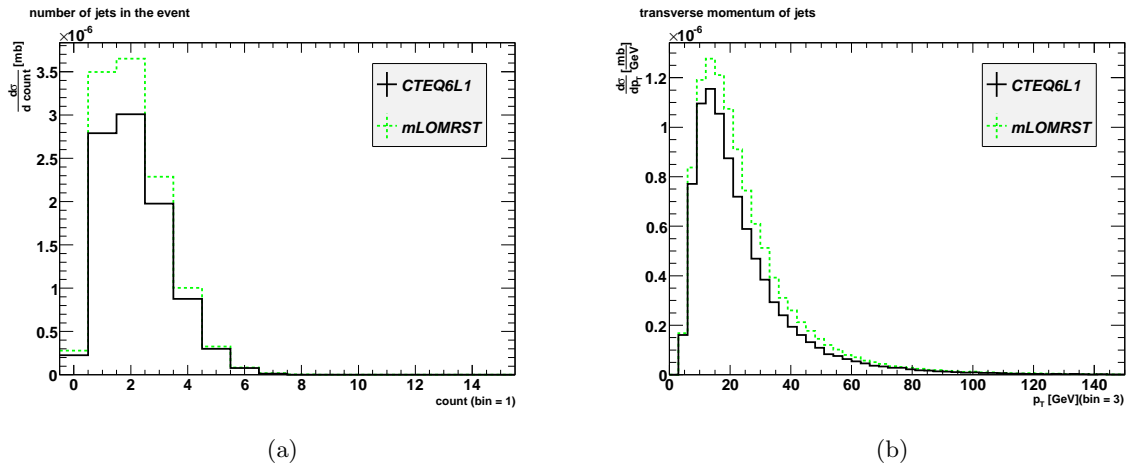 number of jets in the event
×10⁻⁶
dσ
d count
[mb]
3.5
3
2.5
2
1.5
1
0.5
0
CTEQ6L1
mLOMRST
0 2 4 6 8 10 12 14
count (bin = 1)
(a)
transverse momentum of jets
×10⁻⁶
dσ
dp_T
[mb
GeV]
1.2
1
0.8
0.6
0.4
0.2
0
CTEQ6L1
mLOMRST
0 20 40 60 80 100 120 140
p_T [GeV](bin = 3)
(b)